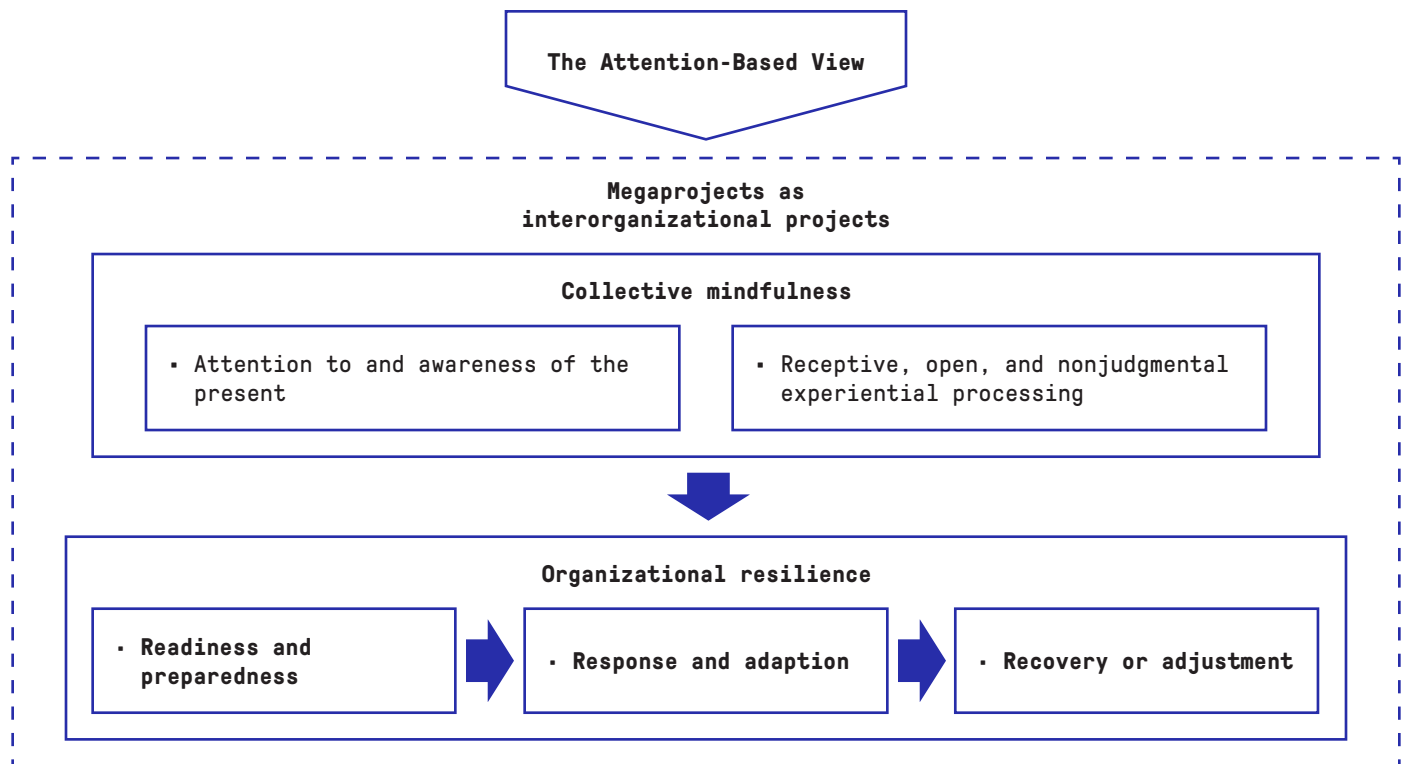 The Attention-Based View
Megaprojects as
interorganizational projects
Collective mindfulness
▪ Attention to and awareness of the
present
▪ Receptive, open, and nonjudgmental
experiential processing
Organizational resilience
▪ Readiness and
preparedness
▪ Response and adaption
▪ Recovery or adjustment